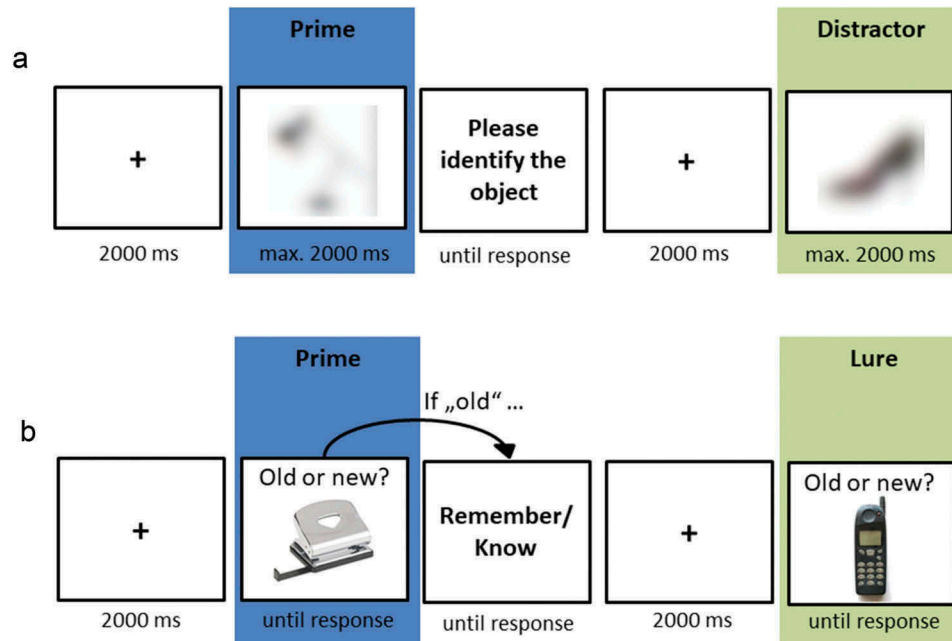 Prime
Distractor
a
+
Please
identify the
object
+
2000 ms
max. 2000 ms
until response
2000 ms
max. 2000 ms
Prime
Lure
If „old“ ...
b
+
Old or new?
Remember/
Know
+
Old or new?
2000 ms
until response
until response
2000 ms
until response